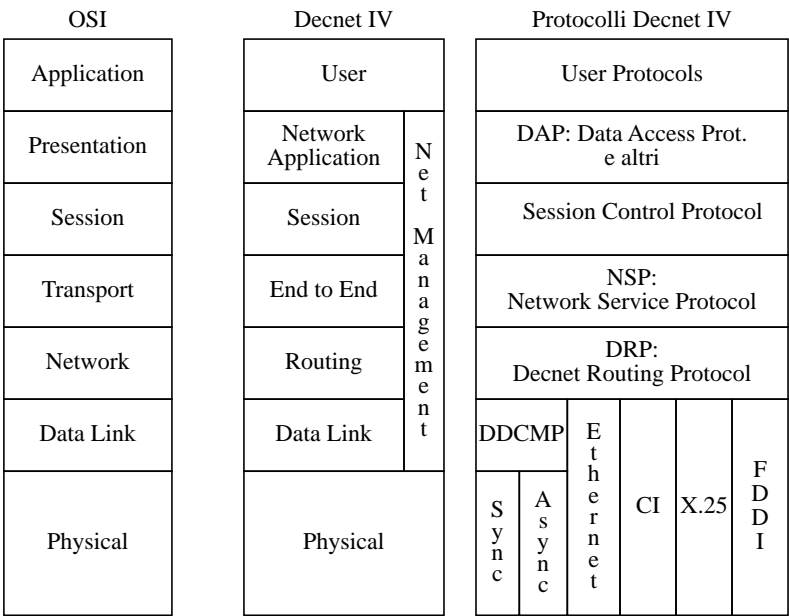 OSI
Decnet IV
Protocolli Decnet IV
Application
User
User Protocols
Presentation
Network
Application
Net Management
DAP: Data Access Prot.
e altri
Session
Session
Session Control Protocol
Transport
End to End
NSP:
Network Service Protocol
Network
Routing
DRP:
Decnet Routing Protocol
Data Link
Data Link
DDCMP
Ethernet
CI
X.25
FDDI
Physical
Physical
Sync
Async